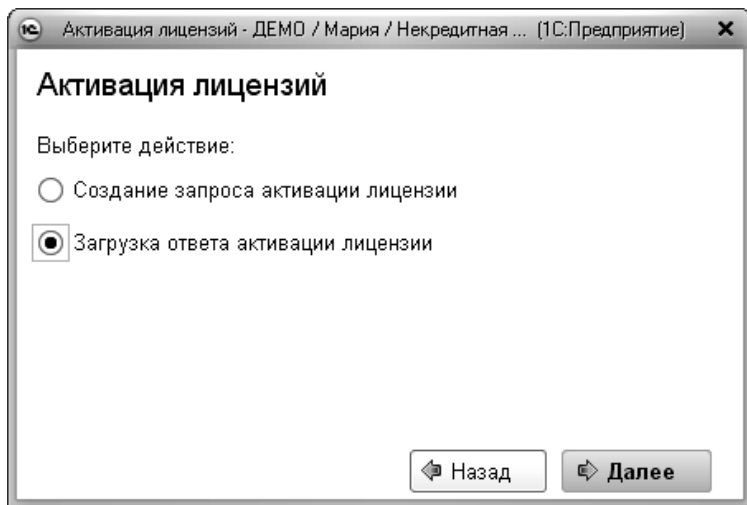 1С Активация лицензий - ДЕМО / Мария / Некредитная ... (1С:Предприятие)
Активация лицензий
Выберите действие:
Создание запроса активации лицензии
Загрузка ответа активации лицензии
Назад Далее